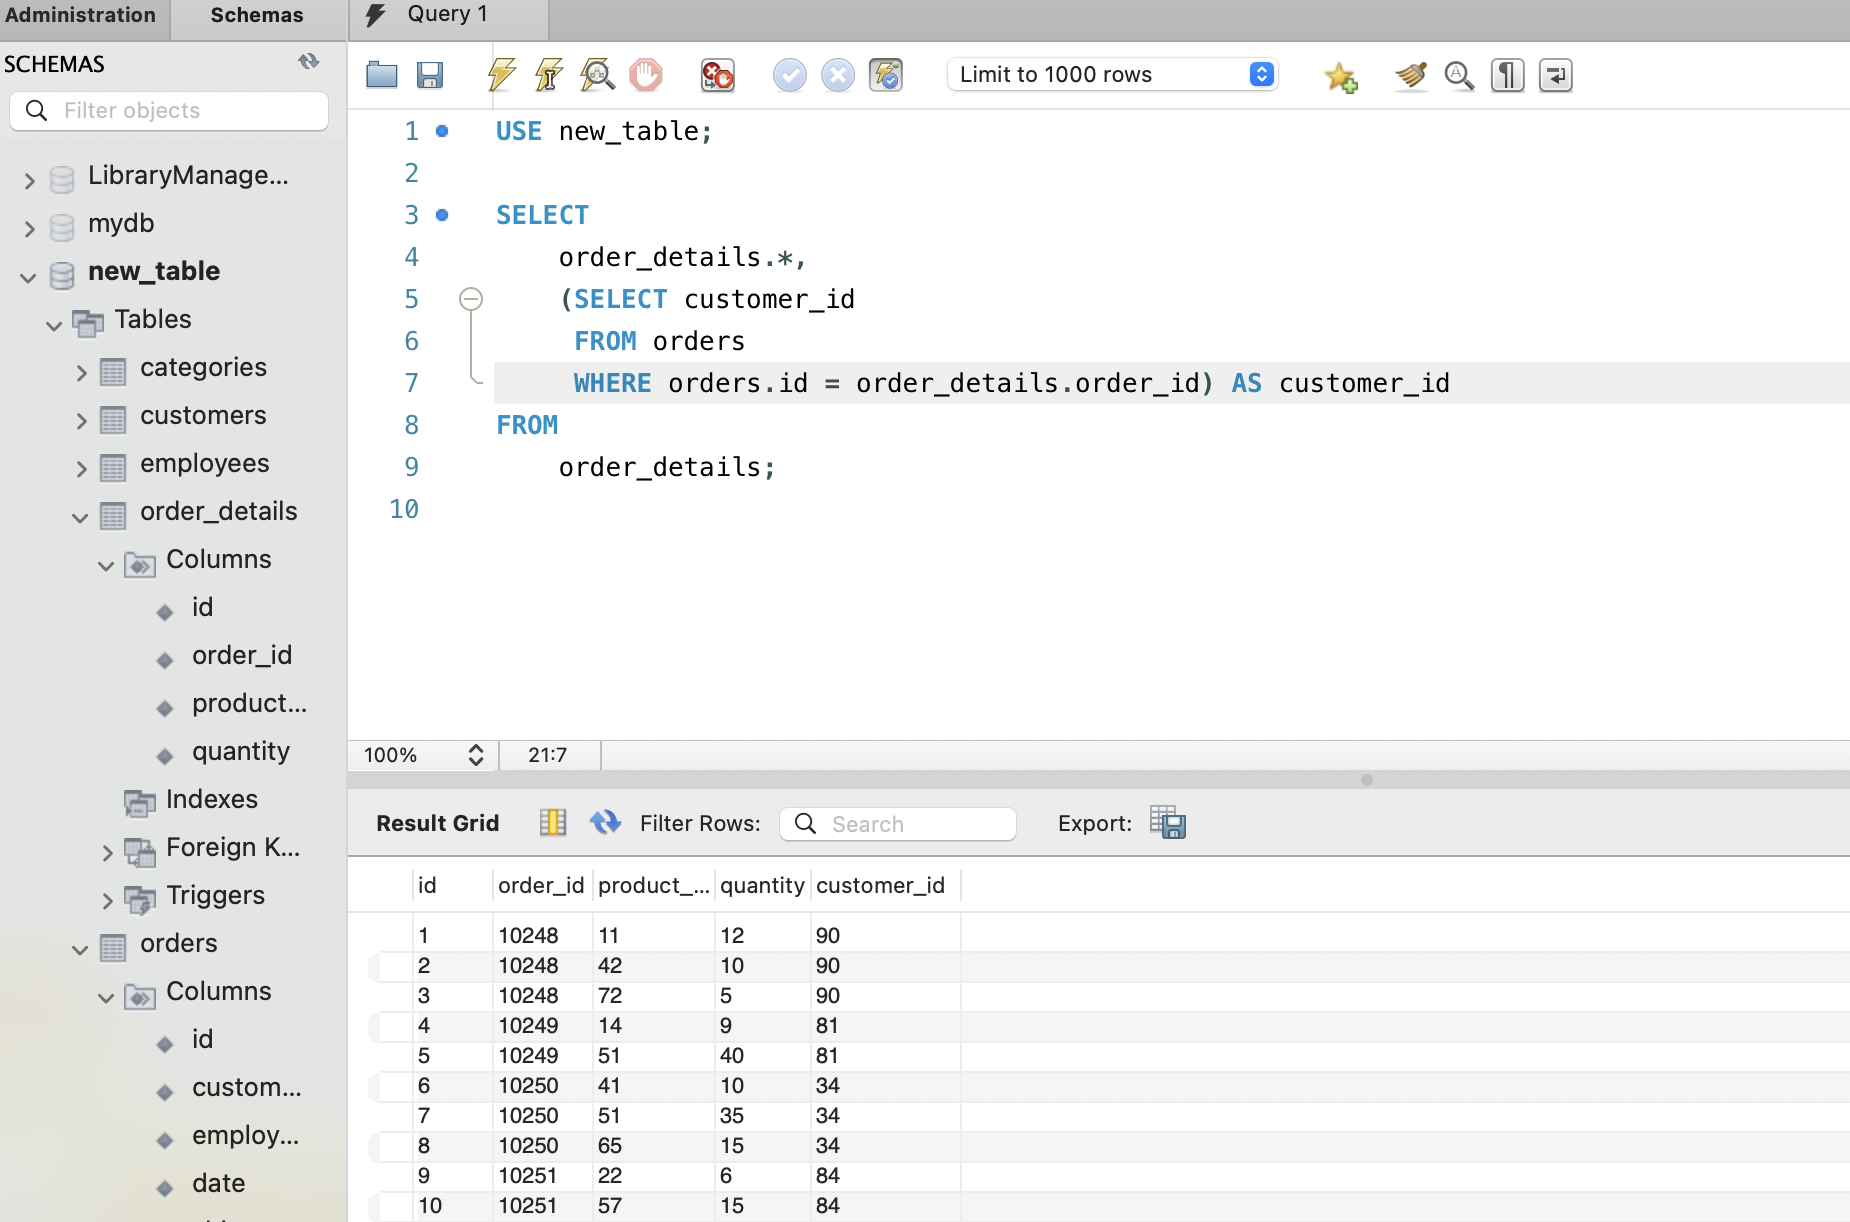 Administration Schemas Query 1
SCHEMAS
Filter objects
Limit to 1000 rows
LibraryManage...
mydb
new_table
Tables
categories
customers
employees
order_details
Columns
id
order_id
product...
quantity
Indexes
Foreign K...
Triggers
orders
Columns
id
custom...
employ...
date
1 USE new_table;
2
3 SELECT
4 order_details.*,
5 (SELECT customer_id
6 FROM orders
7 WHERE orders.id = order_details.order_id) AS customer_id
8 FROM
9 order_details;
10
100% 21:7
Result Grid Filter Rows: Search Export:
id order_id product_... quantity customer_id
1 10248 11 12 90
2 10248 42 10 90
3 10248 72 5 90
4 10249 14 9 81
5 10249 51 40 81
6 10250 41 10 34
7 10250 51 35 34
8 10250 65 15 34
9 10251 22 6 84
10 10251 57 15 84